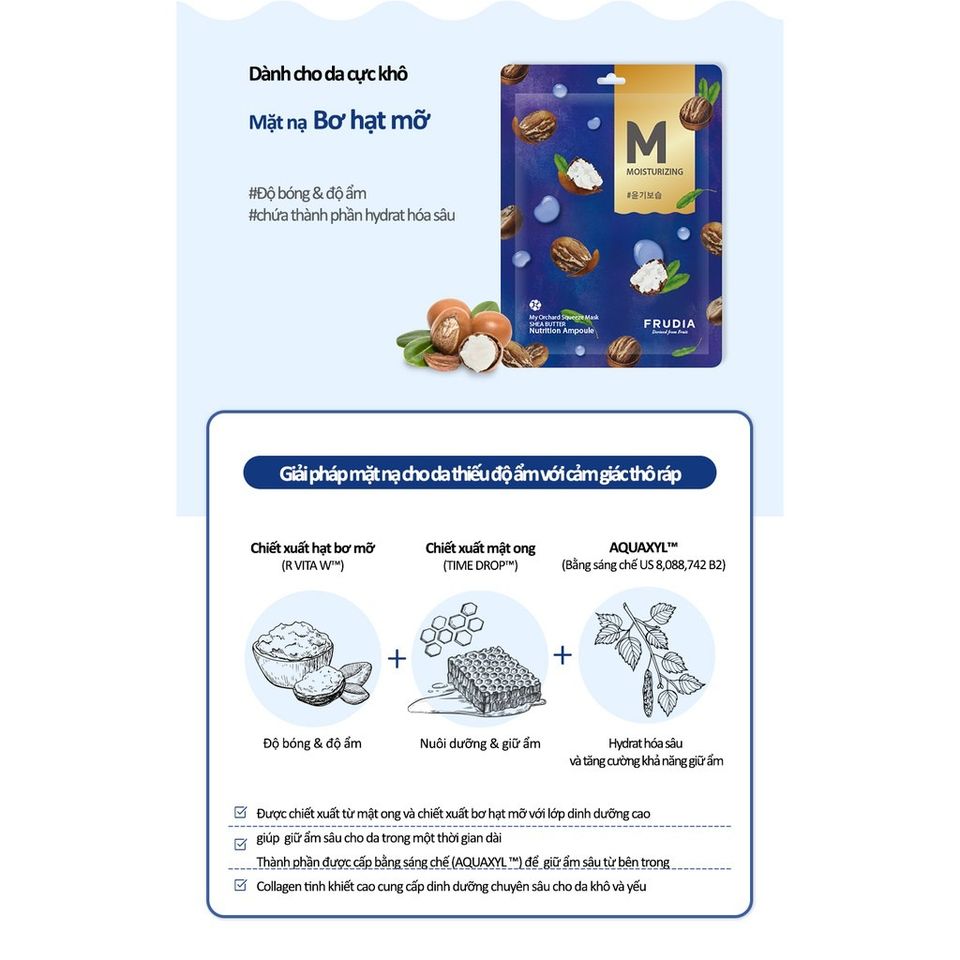 Dành cho da cực khô
Mặt nạ Bơ hạt mỡ
#Độ bóng & độ ẩm
#chứa thành phần hydrat hóa sâu
M
MOISTURIZING
#윤기보습
My Orchard Squeeze Mask
SHEA BUTTER
Nutrition Ampoule
FRUDIA
Derived from Fruit
Giải pháp mặt nạ cho da thiếu độ ẩm với cảm giác thô ráp
Chiết xuất hạt bơ mỡ
(R VITA W™)
Chiết xuất mật ong
(TIME DROP™)
AQUAXYL™
(Bằng sáng chế US 8,088,742 B2)
+
+
Độ bóng & độ ẩm
Nuôi dưỡng & giữ ẩm
Hydrat hóa sâu
và tăng cường khả năng giữ ẩm
Được chiết xuất từ mật ong và chiết xuất bơ hạt mỡ với lớp dinh dưỡng cao
giúp giữ ẩm sâu cho da trong một thời gian dài
Thành phần được cấp bằng sáng chế (AQUAXYL ™) để giữ ẩm sâu từ bên trong
Collagen tinh khiết cao cung cấp dinh dưỡng chuyên sâu cho da khô và yếu